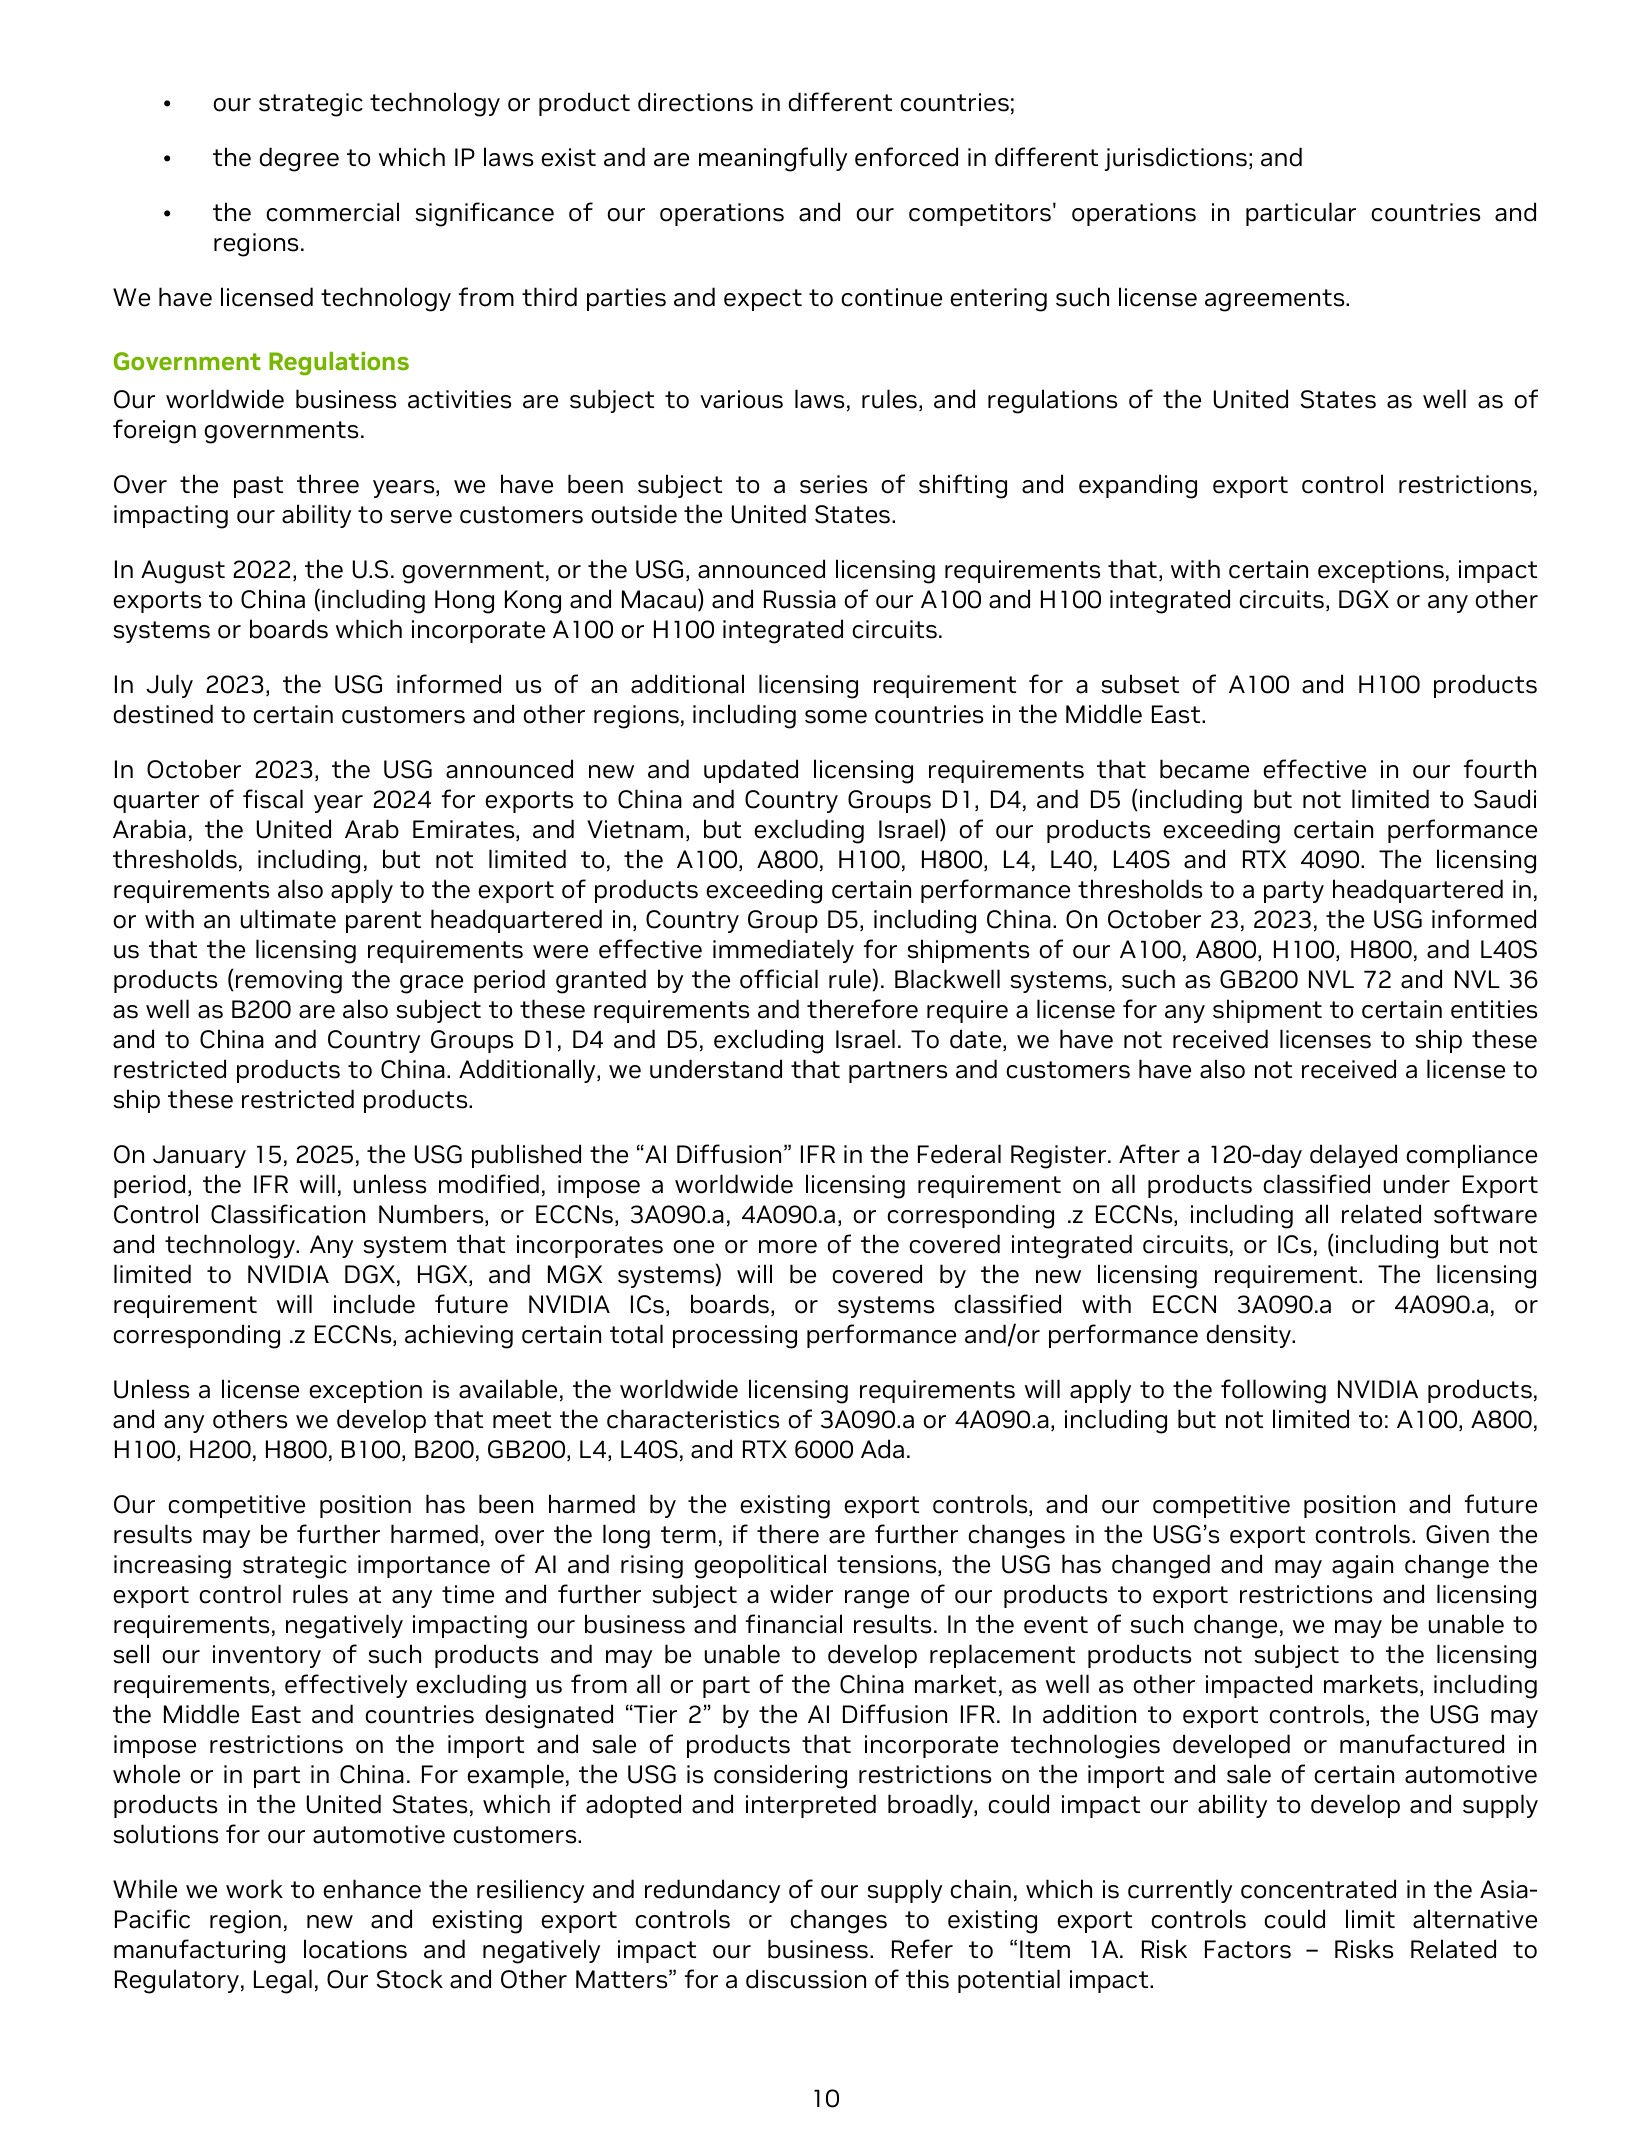 • our strategic technology or product directions in different countries;
• the degree to which IP laws exist and are meaningfully enforced in different jurisdictions; and
• the commercial significance of our operations and our competitors' operations in particular countries and
regions.
We have licensed technology from third parties and expect to continue entering such license agreements.
Government Regulations
Our worldwide business activities are subject to various laws, rules, and regulations of the United States as well as of
foreign governments.
Over the past three years, we have been subject to a series of shifting and expanding export control restrictions,
impacting our ability to serve customers outside the United States.
In August 2022, the U.S. government, or the USG, announced licensing requirements that, with certain exceptions, impact
exports to China (including Hong Kong and Macau) and Russia of our A100 and H100 integrated circuits, DGX or any other
systems or boards which incorporate A100 or H100 integrated circuits.
In July 2023, the USG informed us of an additional licensing requirement for a subset of A100 and H100 products
destined to certain customers and other regions, including some countries in the Middle East.
In October 2023, the USG announced new and updated licensing requirements that became effective in our fourth
quarter of fiscal year 2024 for exports to China and Country Groups D1, D4, and D5 (including but not limited to Saudi
Arabia, the United Arab Emirates, and Vietnam, but excluding Israel) of our products exceeding certain performance
thresholds, including, but not limited to, the A100, A800, H100, H800, L4, L40, L40S and RTX 4090. The licensing
requirements also apply to the export of products exceeding certain performance thresholds to a party headquartered in,
or with an ultimate parent headquartered in, Country Group D5, including China. On October 23, 2023, the USG informed
us that the licensing requirements were effective immediately for shipments of our A100, A800, H100, H800, and L40S
products (removing the grace period granted by the official rule). Blackwell systems, such as GB200 NVL 72 and NVL 36
as well as B200 are also subject to these requirements and therefore require a license for any shipment to certain entities
and to China and Country Groups D1, D4 and D5, excluding Israel. To date, we have not received licenses to ship these
restricted products to China. Additionally, we understand that partners and customers have also not received a license to
ship these restricted products.
On January 15, 2025, the USG published the “AI Diffusion” IFR in the Federal Register. After a 120-day delayed compliance
period, the IFR will, unless modified, impose a worldwide licensing requirement on all products classified under Export
Control Classification Numbers, or ECCNs, 3A090.a, 4A090.a, or corresponding .z ECCNs, including all related software
and technology. Any system that incorporates one or more of the covered integrated circuits, or ICs, (including but not
limited to NVIDIA DGX, HGX, and MGX systems) will be covered by the new licensing requirement. The licensing
requirement will include future NVIDIA ICs, boards, or systems classified with ECCN 3A090.a or 4A090.a, or
corresponding .z ECCNs, achieving certain total processing performance and/or performance density.
Unless a license exception is available, the worldwide licensing requirements will apply to the following NVIDIA products,
and any others we develop that meet the characteristics of 3A090.a or 4A090.a, including but not limited to: A100, A800,
H100, H200, H800, B100, B200, GB200, L4, L40S, and RTX 6000 Ada.
Our competitive position has been harmed by the existing export controls, and our competitive position and future
results may be further harmed, over the long term, if there are further changes in the USG’s export controls. Given the
increasing strategic importance of AI and rising geopolitical tensions, the USG has changed and may again change the
export control rules at any time and further subject a wider range of our products to export restrictions and licensing
requirements, negatively impacting our business and financial results. In the event of such change, we may be unable to
sell our inventory of such products and may be unable to develop replacement products not subject to the licensing
requirements, effectively excluding us from all or part of the China market, as well as other impacted markets, including
the Middle East and countries designated “Tier 2” by the AI Diffusion IFR. In addition to export controls, the USG may
impose restrictions on the import and sale of products that incorporate technologies developed or manufactured in
whole or in part in China. For example, the USG is considering restrictions on the import and sale of certain automotive
products in the United States, which if adopted and interpreted broadly, could impact our ability to develop and supply
solutions for our automotive customers.
While we work to enhance the resiliency and redundancy of our supply chain, which is currently concentrated in the Asia-
Pacific region, new and existing export controls or changes to existing export controls could limit alternative
manufacturing locations and negatively impact our business. Refer to “Item 1A. Risk Factors – Risks Related to
Regulatory, Legal, Our Stock and Other Matters” for a discussion of this potential impact.
10